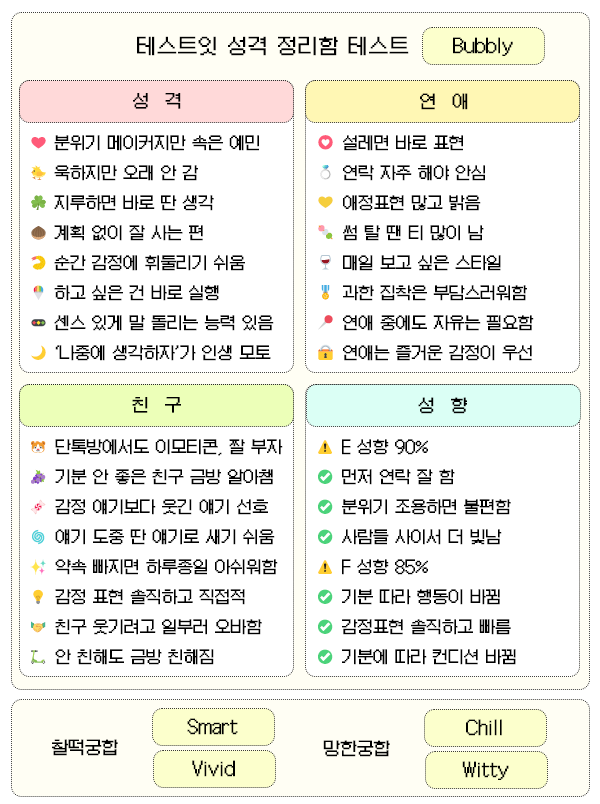 테스트잇 성격 정리함 테스트 Bubbly
성 격
분위기 메이커지만 속은 예민
욱하지만 오래 안 감
지루하면 바로 딴 생각
계획 없이 잘 사는 편
순간 감정에 휘둘리기 쉬움
하고 싶은 건 바로 실행
센스 있게 말 돌리는 능력 있음
'나중에 생각하자'가 인생 모토
연 애
설레면 바로 표현
연락 자주 해야 안심
애정표현 많고 밝음
썸 탈 땐 티 많이 남
매일 보고 싶은 스타일
과한 집착은 부담스러워함
연애 중에도 자유는 필요함
연애는 즐거운 감정이 우선
친 구
단톡방에서도 이모티콘, 짤 부자
기분 안 좋은 친구 금방 알아챔
감정 얘기보다 웃긴 얘기 선호
얘기 도중 딴 얘기로 새기 쉬움
약속 빠지면 하루종일 아쉬워함
감정 표현 솔직하고 직접적
친구 웃기려고 일부러 오바함
안 친해도 금방 친해짐
성 향
E 성향 90%
먼저 연락 잘 함
분위기 조용하면 불편함
사람들 사이서 더 빛남
F 성향 85%
기분 따라 행동이 바뀜
감정표현 솔직하고 빠름
기분에 따라 컨디션 바뀜
찰떡궁합
Smart
Vivid
망한궁합
Chill
Witty